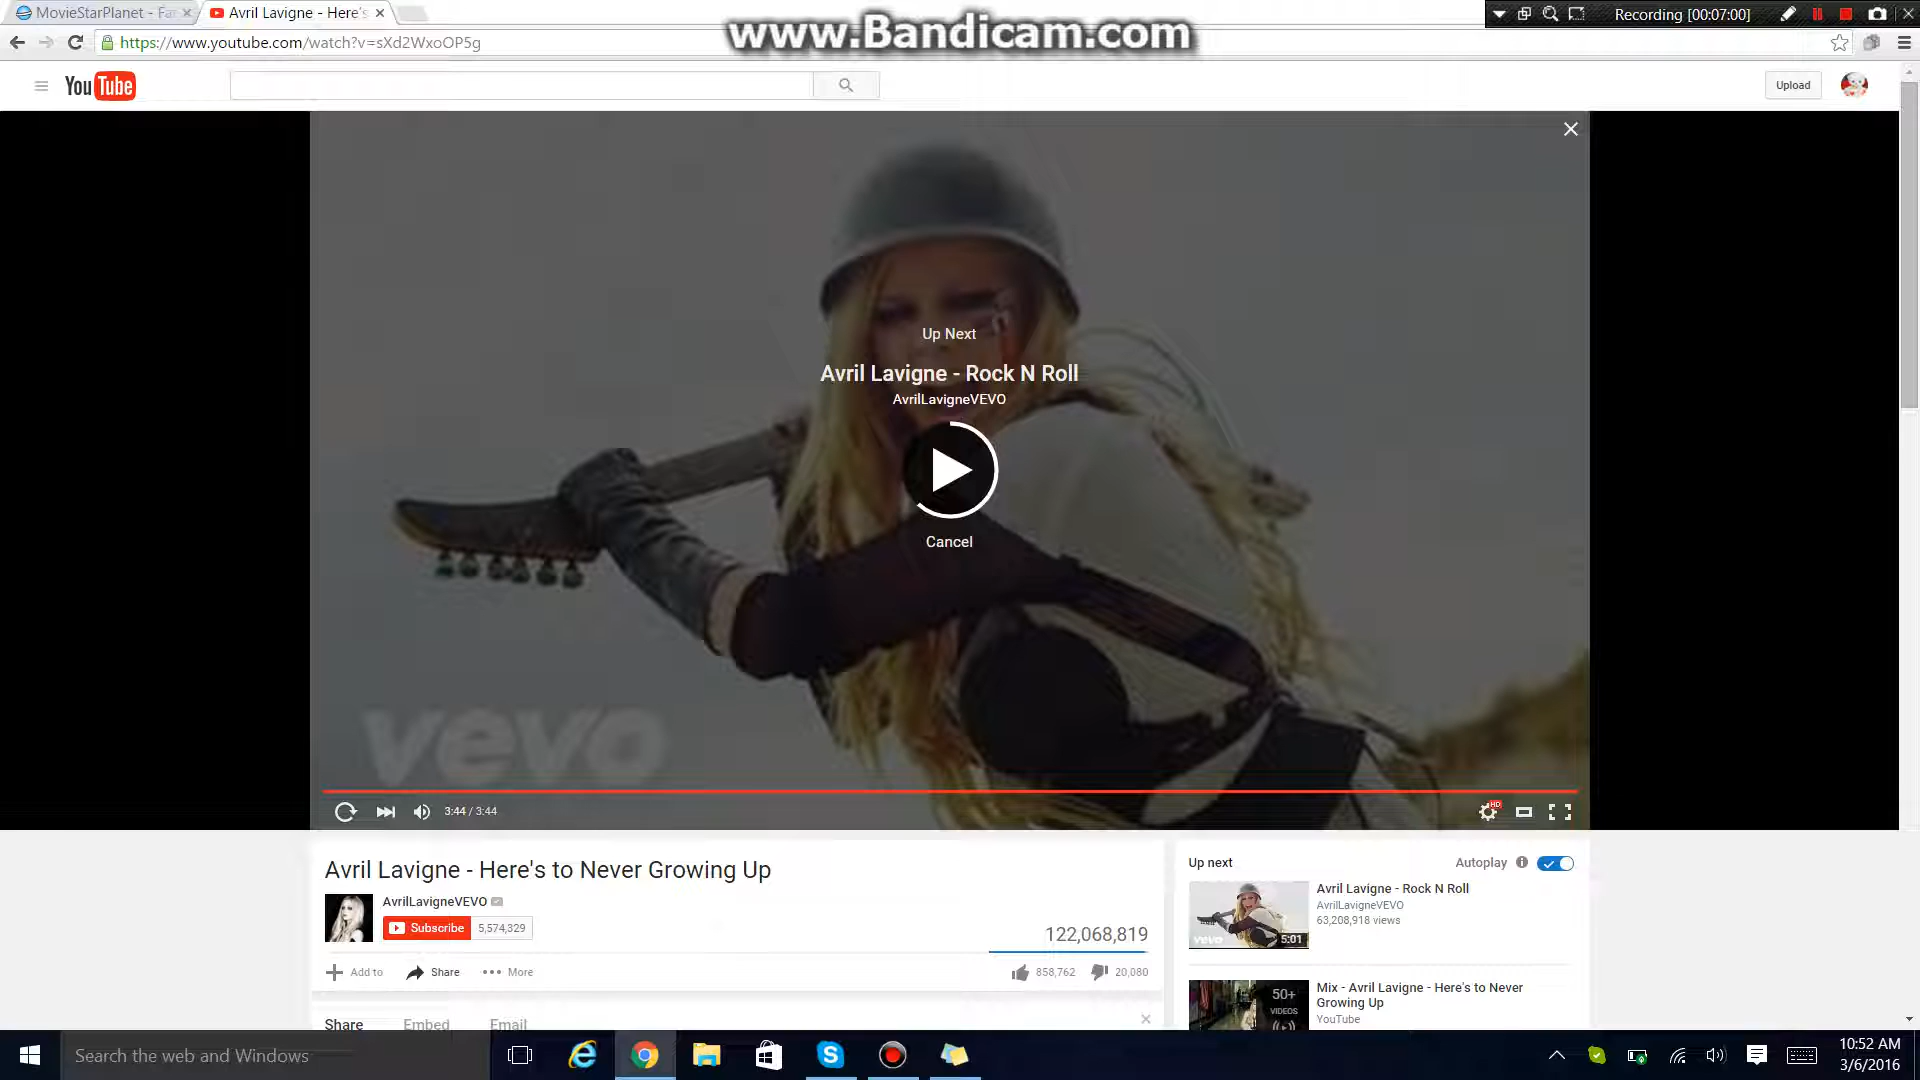 MovieStarPlanet - Fa
Avril Lavigne - Here's
www.Bandicam.com
Recording [00:07:00]
https://www.youtube.com/watch?v=sXd2WxoOP5g
YouTube
Upload
Up Next
Avril Lavigne - Rock N Roll
AvrilLavigneVEVO
Cancel
vevo
3:44 / 3:44
HD
Avril Lavigne - Here's to Never Growing Up
AvrilLavigneVEVO
Subscribe
5,574,329
122,068,819
Add to
Share
More
858,762
20,080
Share
Embed
Email
Up next
Autoplay
Avril Lavigne - Rock N Roll
AvrilLavigneVEVO
63,208,918 views
vevo
5:01
Mix - Avril Lavigne - Here's to Never
Growing Up
YouTube
50+
VIDEOS
Search the web and Windows
10:52 AM
3/6/2016